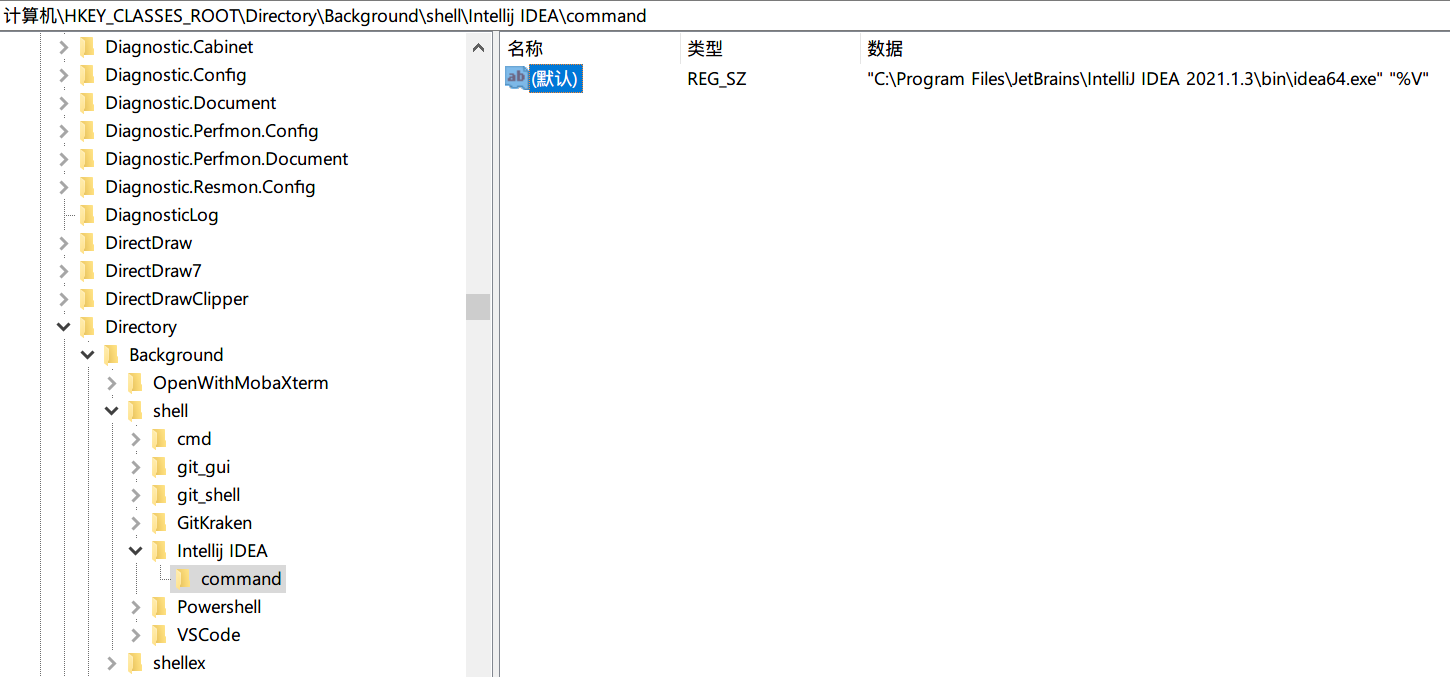 计算机\HKEY_CLASSES_ROOT\Directory\Background\shell\Intellij IDEA\command
Diagnostic.Cabinet
Diagnostic.Config
Diagnostic.Document
Diagnostic.Perfmon.Config
Diagnostic.Perfmon.Document
Diagnostic.Resmon.Config
DiagnosticLog
DirectDraw
DirectDraw7
DirectDrawClipper
Directory
Background
OpenWithMobaXterm
shell
cmd
git_gui
git_shell
GitKraken
Intellij IDEA
command
Powershell
VSCode
shellex
名称 类型 数据
ab (默认) REG_SZ "C:\Program Files\JetBrains\IntelliJ IDEA 2021.1.3\bin\idea64.exe" "%V"